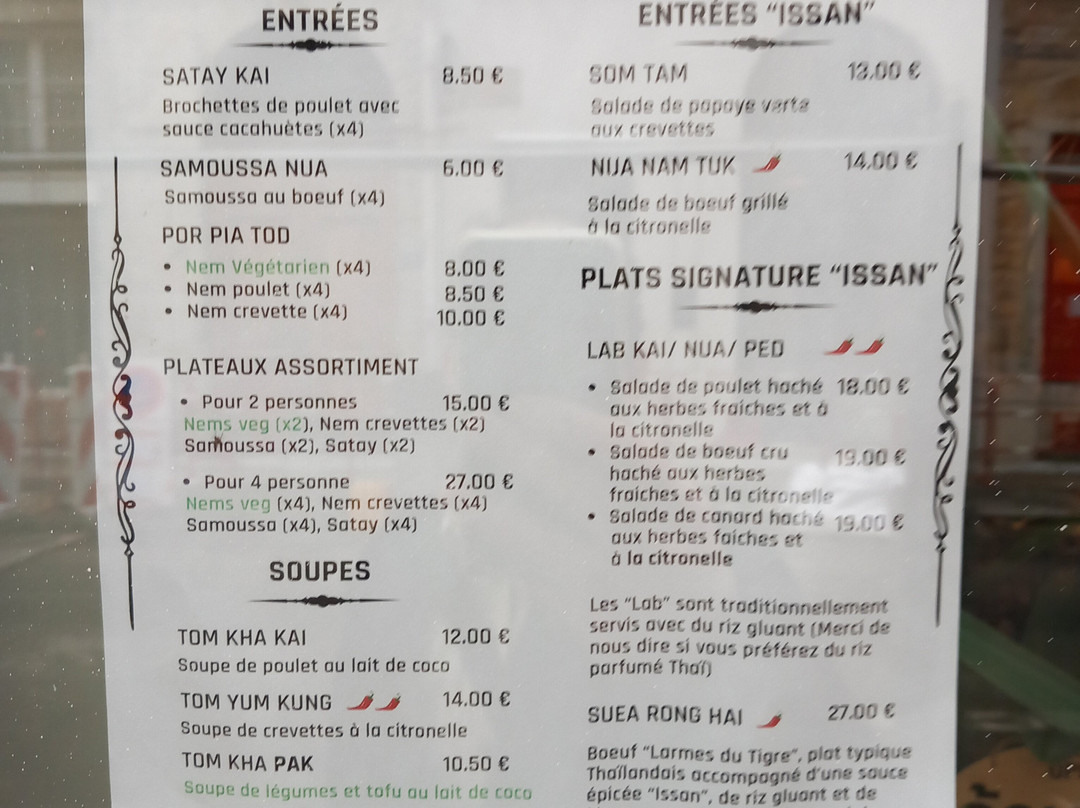 ENTRÉES
SATAY KAI 8.50 €
Brochettes de poulet avec
sauce cacahuètes (x4)
SAMOUSSA NUA 6.00 €
Samoussa au boeuf (x4)
POR PIA TOD
• Nem Végétarien (x4) 8.00 €
• Nem poulet (x4) 8.50 €
• Nem crevette (x4) 10.00 €
PLATEAUX ASSORTIMENT
• Pour 2 personnes 15.00 €
Nems veg (x2), Nem crevettes (x2)
Samoussa (x2), Satay (x2)
• Pour 4 personne 27.00 €
Nems veg (x4), Nem crevettes (x4)
Samoussa (x4), Satay (x4)
SOUPES
TOM KHA KAI 12.00 €
Soupe de poulet au lait de coco
TOM YUM KUNG 14.00 €
Soupe de crevettes à la citronelle
TOM KHA PAK 10.50 €
Soupe de légumes et tofu au lait de coco
ENTRÉES "ISSAN"
SOM TAM 13.00 €
Salade de papaye verte
aux crevettes
NUA NAM TUK 14.00 €
Salade de boeuf grillé
à la citronelle
PLATS SIGNATURE "ISSAN"
LAB KAI/ NUA/ PED
• Salade de poulet haché 18.00 €
aux herbes fraiches et à
la citronelle
• Salade de boeuf cru 19.00 €
haché aux herbes
fraiches et à la citronelle
• Salade de canard haché 19.00 €
aux herbes faiches et
à la citronelle
Les "Lab" sont traditionnellement
servis avec du riz gluant (Merci de
nous dire si vous préférez du riz
parfumé Thaï)
SUEA RONG HAI 27.00 €
Boeuf "Larmes du Tigre", plat typique
Thaïlandais accompagné d'une sauce
épicée "Issan", de riz gluant et de